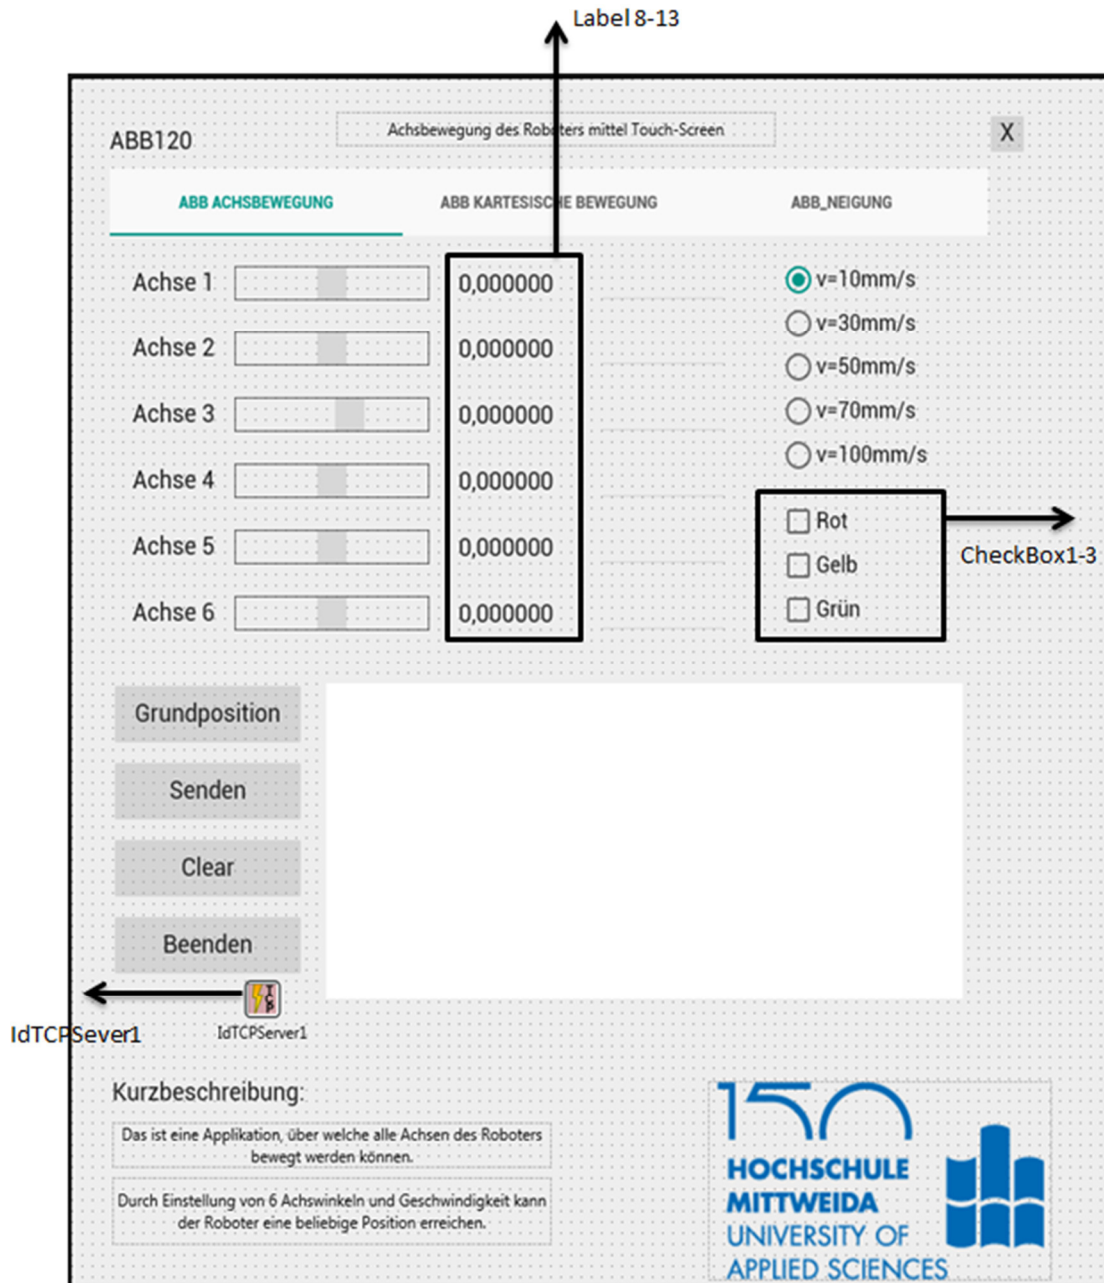 Label 8-13
ABB120
Achsbewegung des Roboters mittel Touch-Screen
X
ABB ACHSBEWEGUNG
ABB KARTESISCHE BEWEGUNG
ABB_NEIGUNG
Achse 1
0,000000
v=10mm/s
v=30mm/s
Achse 2
0,000000
v=50mm/s
Achse 3
0,000000
v=70mm/s
v=100mm/s
Achse 4
0,000000
Rot
Achse 5
0,000000
Gelb
CheckBox1-3
Achse 6
0,000000
Grün
Grundposition
Senden
Clear
Beenden
TCP
IdTCPSever1
IdTCPServer1
Kurzbeschreibung:
Das ist eine Applikation, über welche alle Achsen des Roboters
bewegt werden können.
Durch Einstellung von 6 Achswinkeln und Geschwindigkeit kann
der Roboter eine beliebige Position erreichen.
150
HOCHSCHULE
MITTWEIDA
UNIVERSITY OF
APPLIED SCIENCES